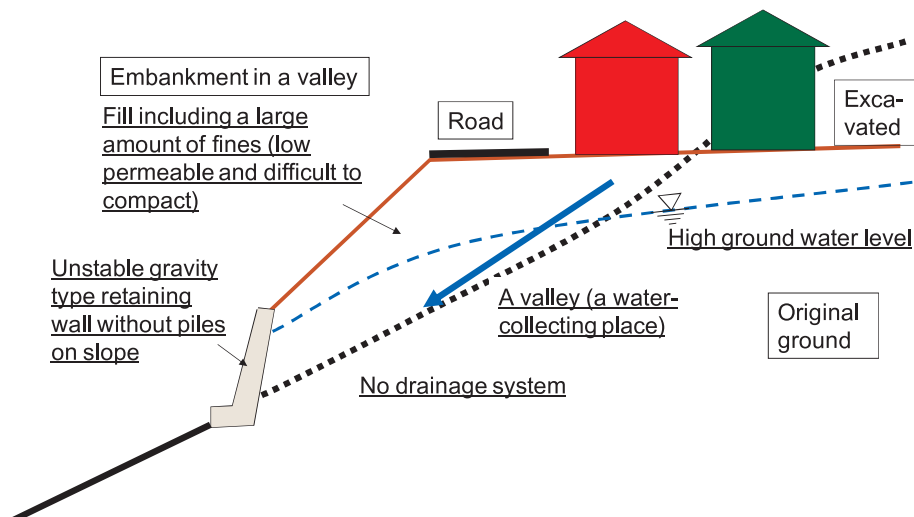 Embankment in a valley
Fill including a large
amount of fines (low
permeable and difficult to
compact)
Road
Exca-
vated
High ground water level
Unstable gravity
type retaining
wall without piles
on slope
A valley (a water-
collecting place)
Original
ground
No drainage system